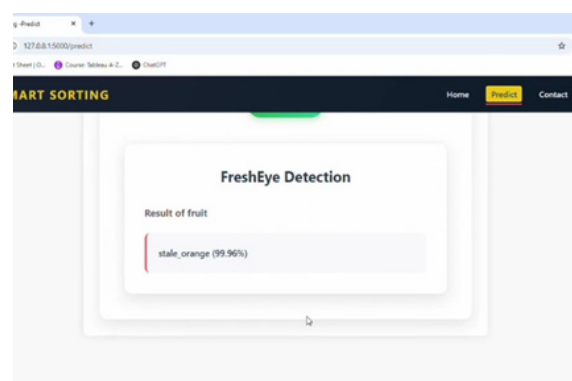 g -Predict
127.0.0.1:5000/predict
Sheet | O...
Course: Tableau A-Z...
ChatGPT
MART SORTING
Home
Predict
Contact
FreshEye Detection
Result of fruit
stale_orange (99.96%)